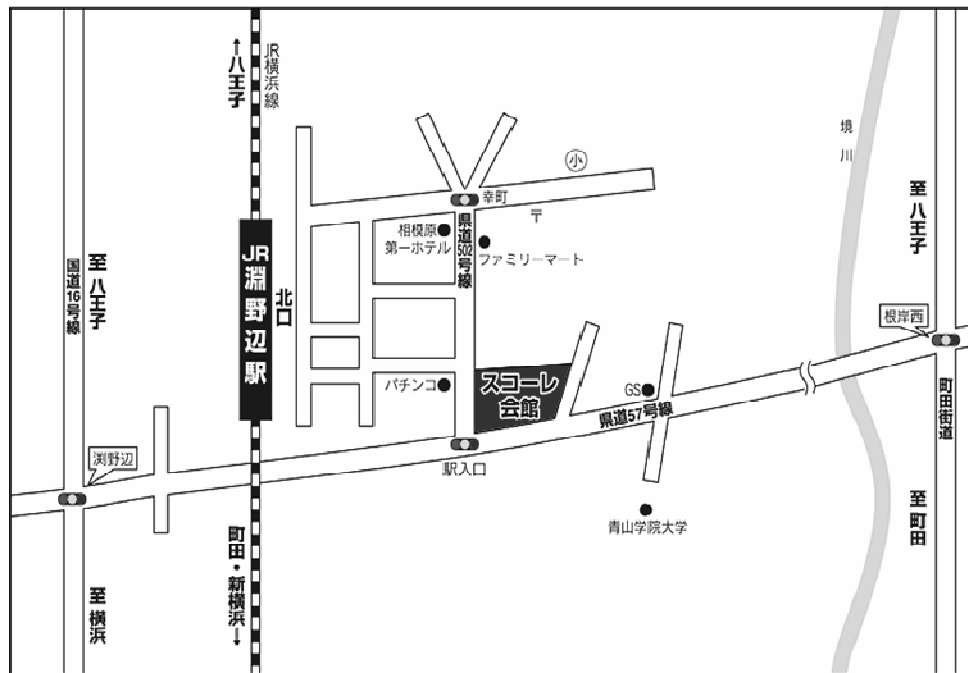 ↑八王子
JR横浜線
小
境川
幸町
〒
至 八王子
相模原
第一ホテル
県道502号線
ファミリーマート
至 八王子
国道16号線
JR淵野辺駅
北口
根岸西
パチンコ
スコーレ
会館
GS
県道57号線
町田街道
渕野辺
駅入口
至 町田
青山学院大学
町田・新横浜↓
至 横浜